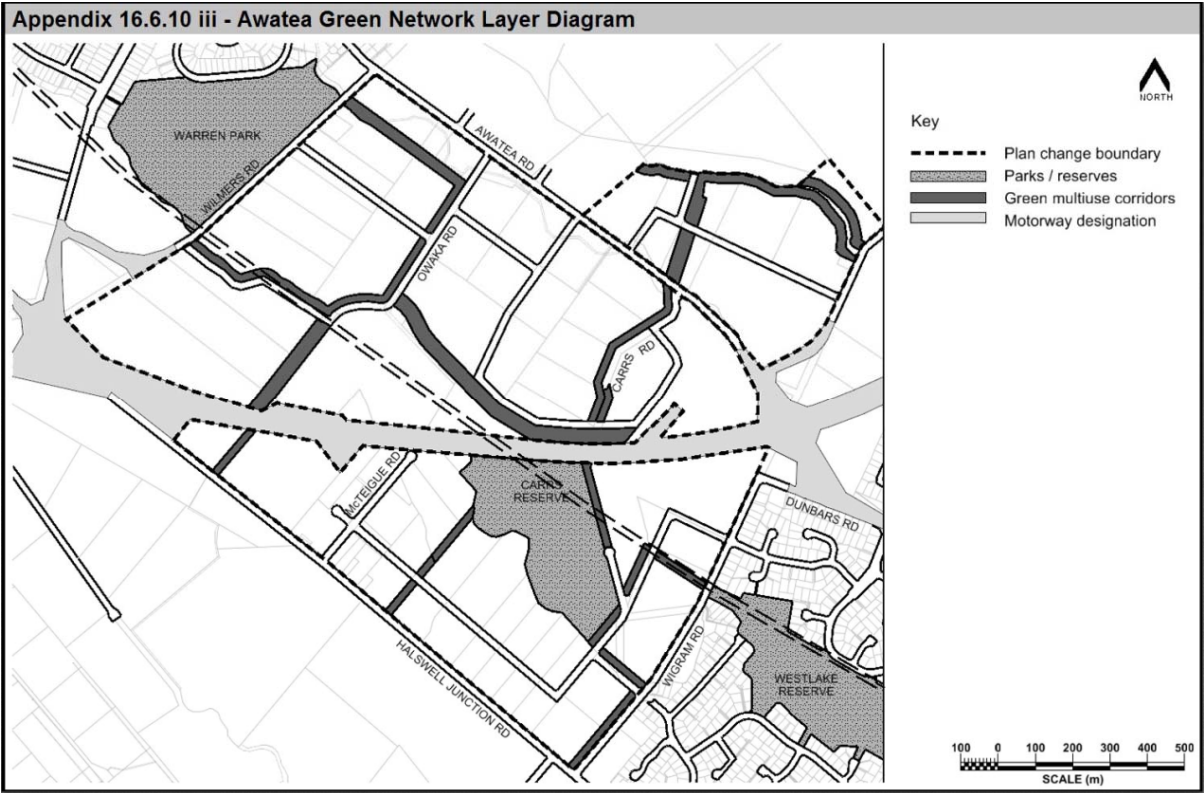 Appendix 16.6.10 iii - Awatea Green Network Layer Diagram
NORTH
Key
Plan change boundary
Parks / reserves
Green multiuse corridors
Motorway designation
WARREN PARK
WILMERS RD
AWATEA RD
OWAKA RD
CARRS RD
McTEIGUE RD
CARRS
RESERVE
DUNBARS RD
HALSWELL JUNCTION RD
WIGRAM RD
WESTLAKE
RESERVE
100 0 100 200 300 400 500
SCALE (m)